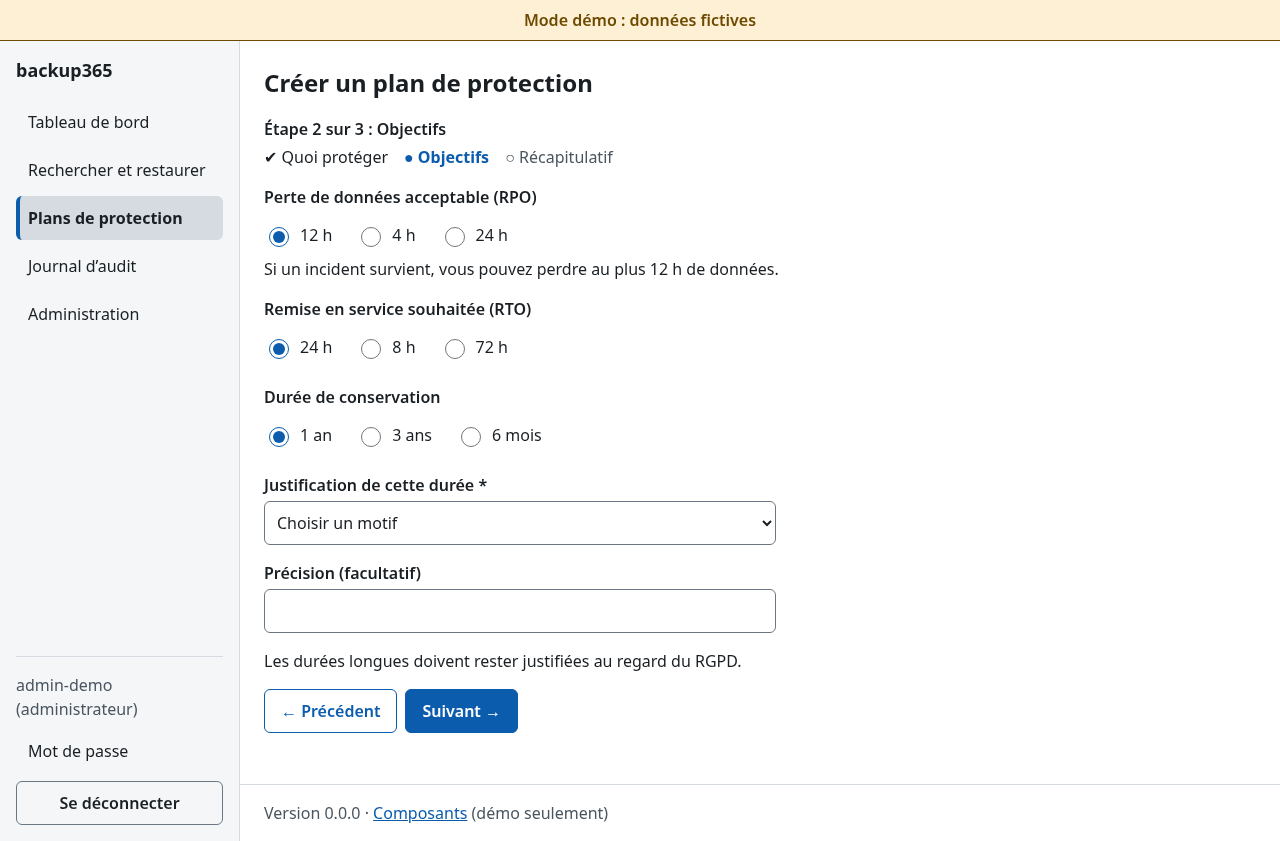 Mode démo : données fictives
backup365
Tableau de bord
Rechercher et restaurer
Plans de protection
Journal d’audit
Administration
admin-demo
(administrateur)
Mot de passe
Se déconnecter
Créer un plan de protection
Étape 2 sur 3 : Objectifs
✔ Quoi protéger ● Objectifs ○ Récapitulatif
Perte de données acceptable (RPO)
12 h 4 h 24 h
Si un incident survient, vous pouvez perdre au plus 12 h de données.
Remise en service souhaitée (RTO)
24 h 8 h 72 h
Durée de conservation
1 an 3 ans 6 mois
Justification de cette durée *
Choisir un motif
Précision (facultatif)
Les durées longues doivent rester justifiées au regard du RGPD.
← Précédent Suivant →
Version 0.0.0 · Composants (démo seulement)